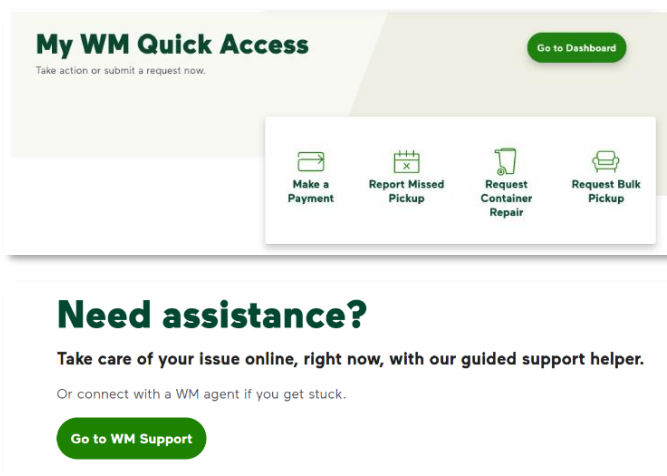 My WM Quick Access
Take action or submit a request now.
Go to Dashboard
Make a
Payment
Report Missed
Pickup
Request
Container
Repair
Request Bulk
Pickup
Need assistance?
Take care of your issue online, right now, with our guided support helper.
Or connect with a WM agent if you get stuck.
Go to WM Support